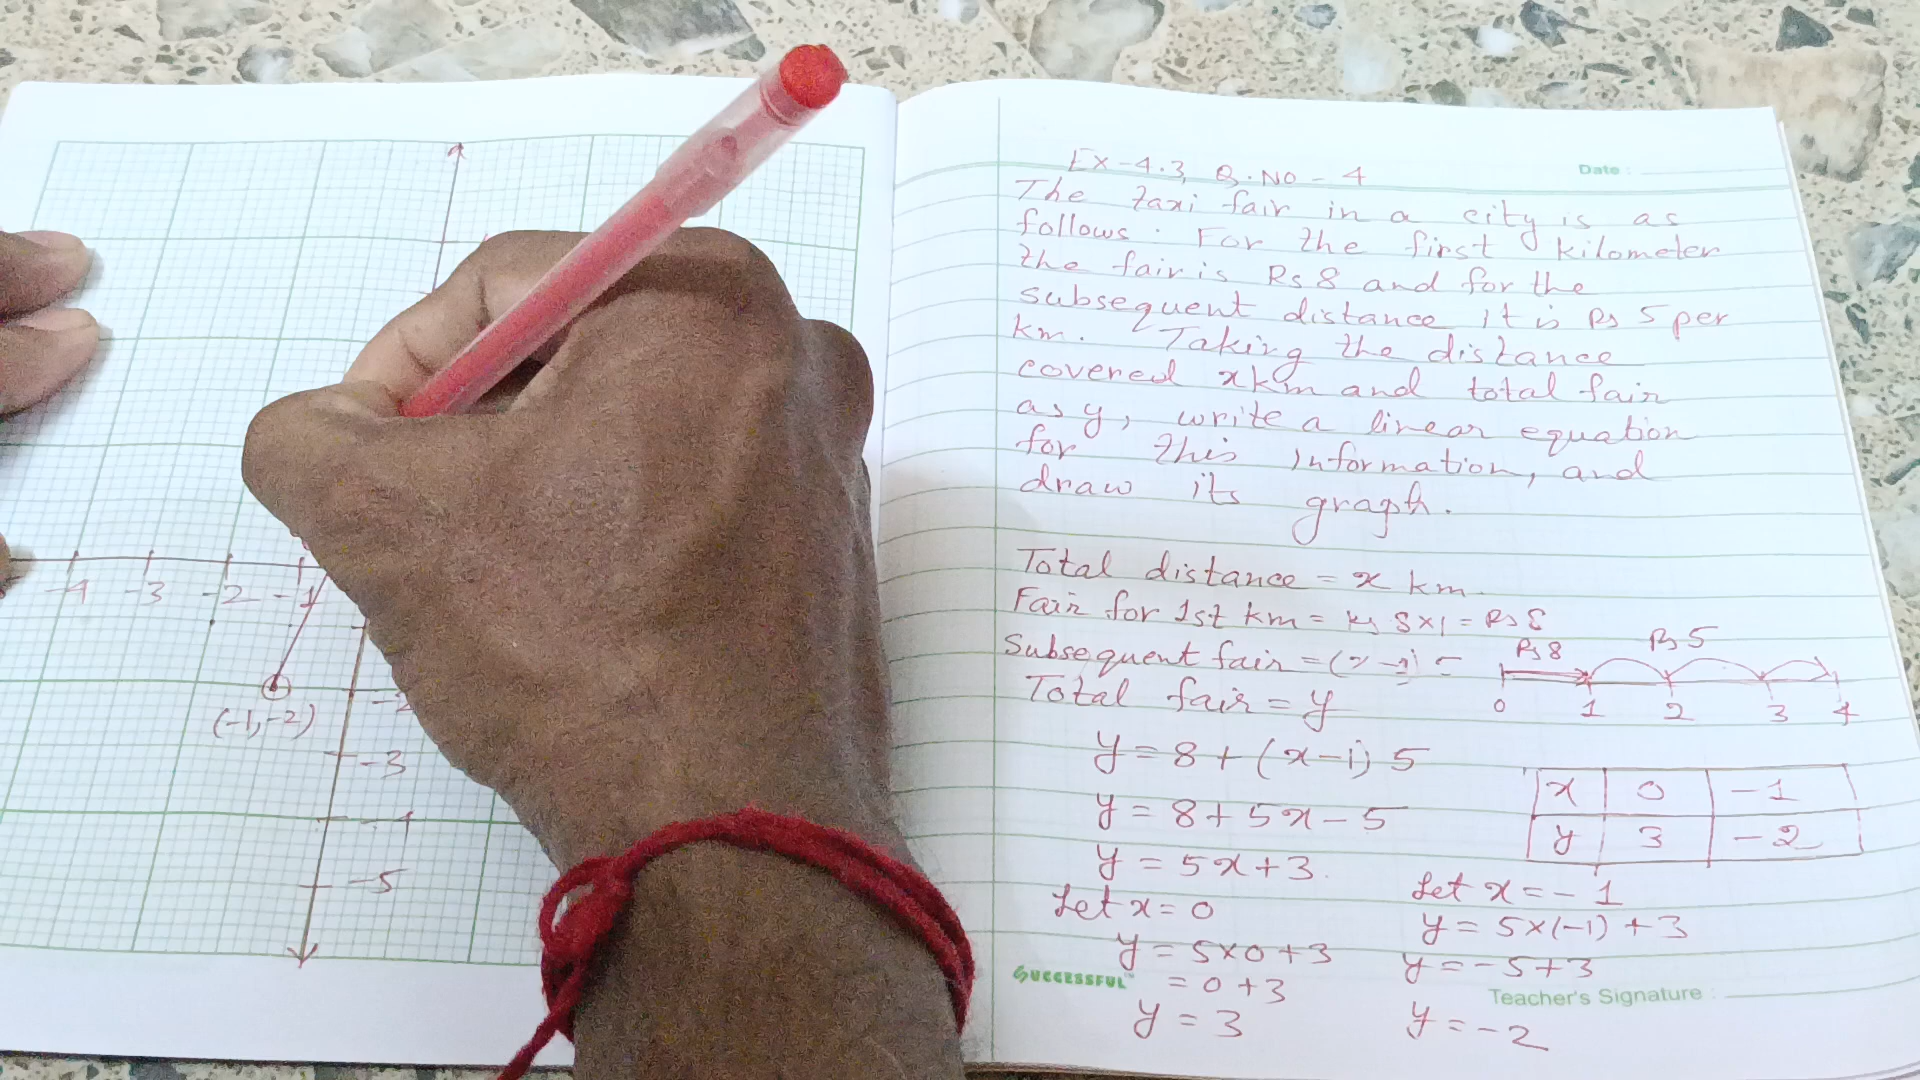 -4 -3 -2 -1
(-1,-2)
-2
-3
-4
-5
Ex-4.3, Q.NO - 4
Date :
The taxi fair in a city is as
follows. For the first kilometer
the fair is Rs 8 and for the
subsequent distance it is Rs 5 per
km. Taking the distance
covered x km and total fair
as y, write a linear equation
for this information, and
draw its graph.
Total distance = x km
Fair for 1st km = Rs 8×1 = Rs 8
Subsequent fair = (x-1) 5
Total fair = y
Rs 8 Rs 5
0 1 2 3 4
y = 8 + (x-1) 5
y = 8 + 5x - 5
y = 5x + 3.
Let x = 0
y = 5×0+3
= 0 + 3
y = 3
x 0 -1
y 3 -2
Let x = -1
y = 5×(-1) + 3
y = -5+3
y = -2
SUCCESSFUL™
Teacher's Signature :